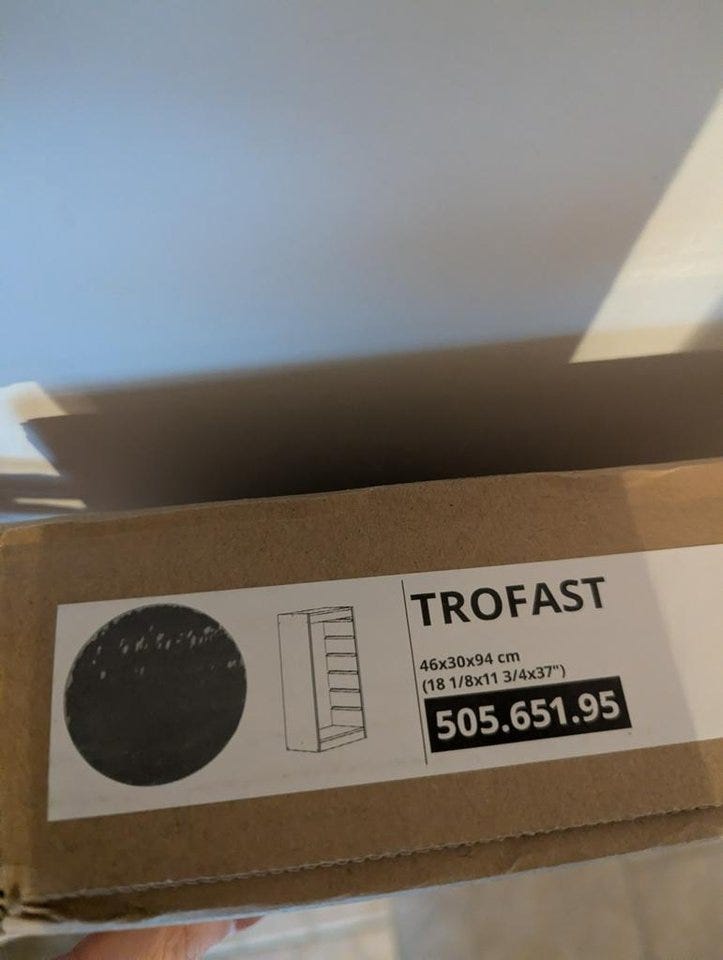 TROFAST
46x30x94 cm
(18 1/8x11 3/4x37")
505.651.95